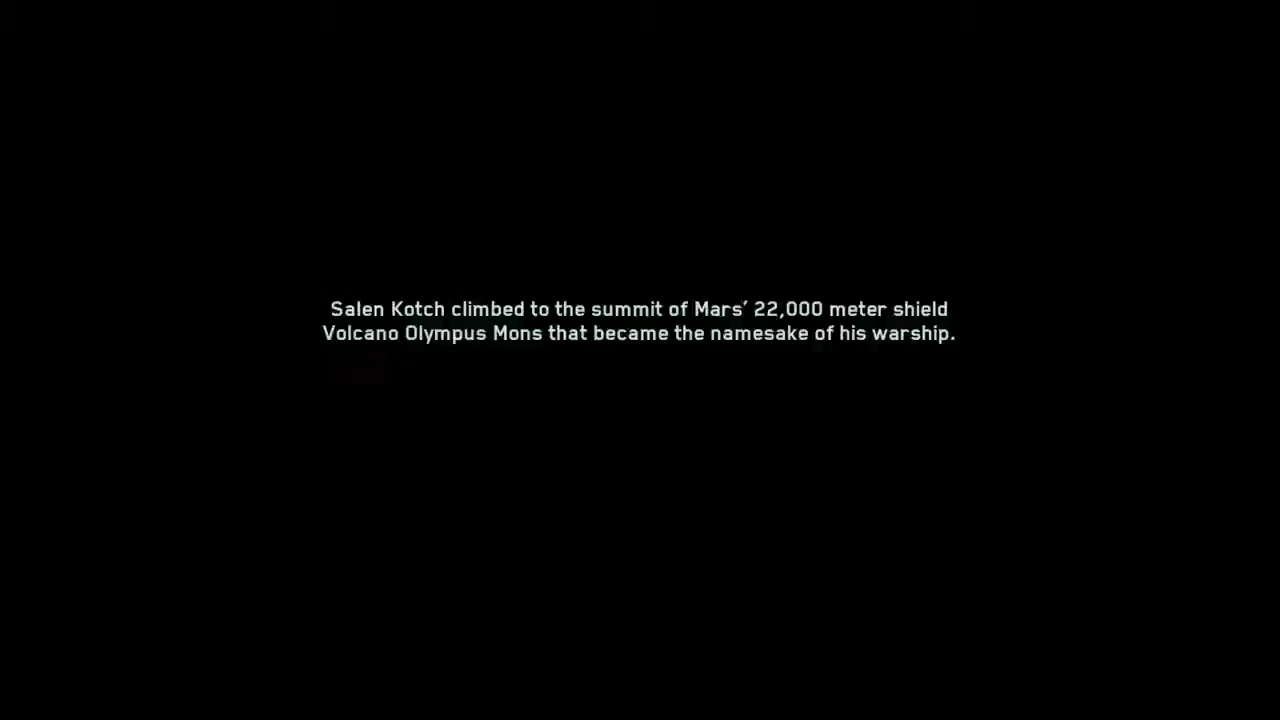 Salen Kotch climbed to the summit of Mars' 22,000 meter shield
Volcano Olympus Mons that became the namesake of his warship.